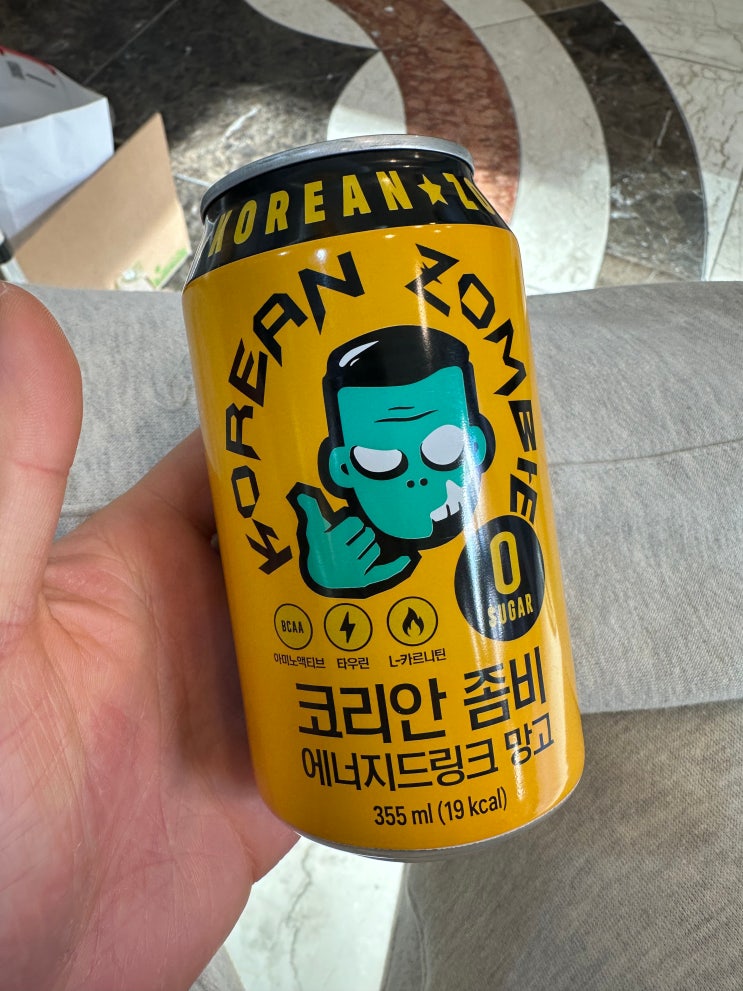 KOREAN★
KOREAN ZOMBIE
0
SUGAR
BCAA
아미노액티브 타우린 L-카르니틴
코리안 좀비
에너지드링크 망고
355 ml (19 kcal)